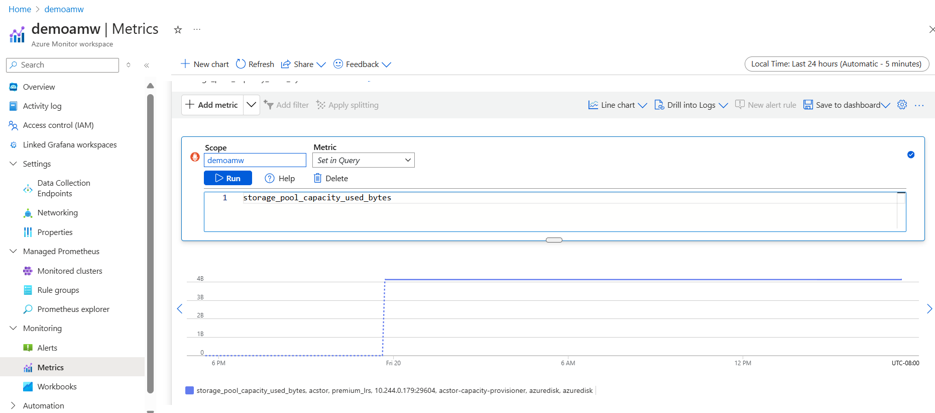 Home > demoamw
demoamw | Metrics
Azure Monitor workspace
Search
Overview
Activity log
Access control (IAM)
Linked Grafana workspaces
Settings
Data Collection
Endpoints
Networking
Properties
Managed Prometheus
Monitored clusters
Rule groups
Prometheus explorer
Monitoring
Alerts
Metrics
Workbooks
Automation
New chart Refresh Share Feedback
Local Time: Last 24 hours (Automatic - 5 minutes)
Add metric Add filter Apply splitting
Line chart Drill into Logs New alert rule Save to dashboard
Scope Metric
demoamw Set in Query
Run Help Delete
1 storage_pool_capacity_used_bytes
4B
3B
2B
1B
0
6 PM Fri 20 6 AM 12 PM UTC-08:00
storage_pool_capacity_used_bytes, acstor, premium_lrs, 10.244.0.179:29604, acstor-capacity-provisioner, azuredisk, azuredisk